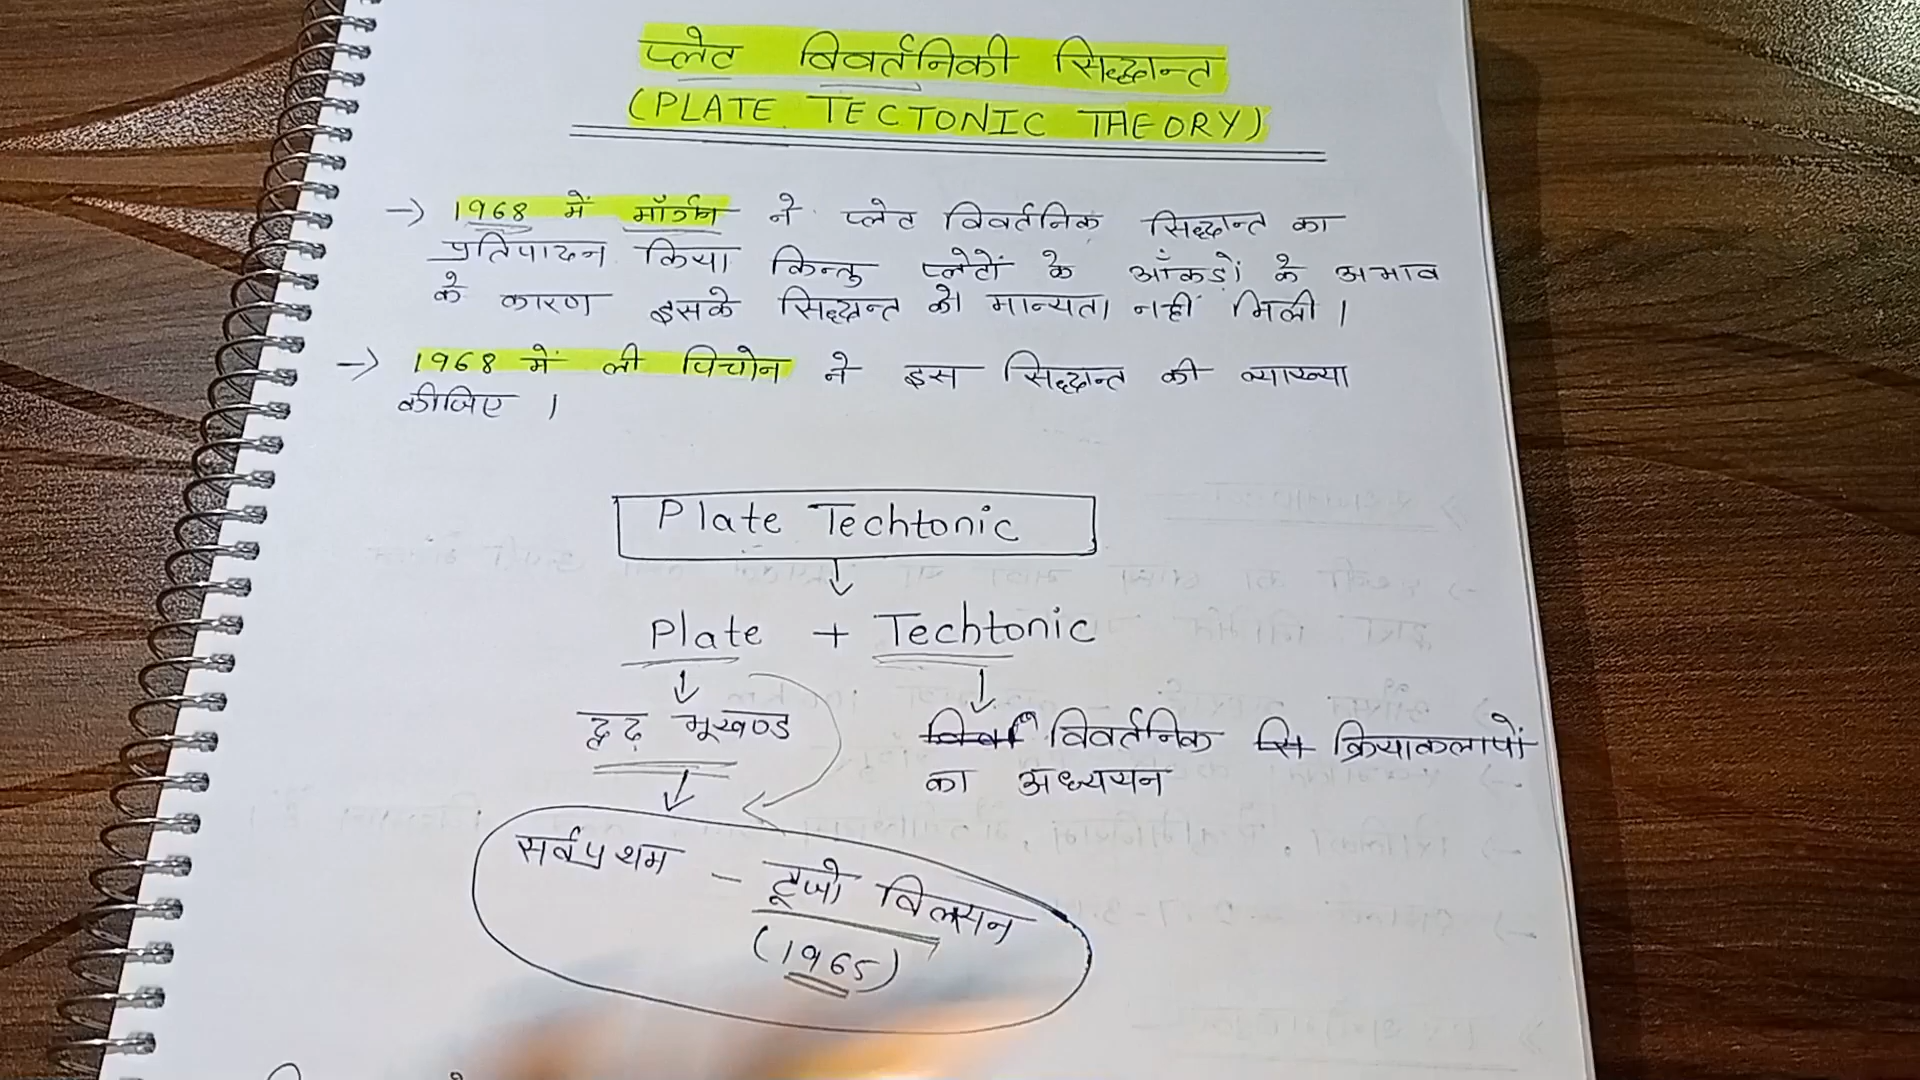 प्लेट विवर्तनिकी सिद्धान्त
(PLATE TECTONIC THEORY)
→ 1968 में मॉर्गन ने प्लेट विवर्तनिक सिद्धान्त का
प्रतिपादन किया किन्तु प्लेटों के आँकड़ों के अभाव
के कारण इसके सिद्धान्त को मान्यता नहीं मिली ।
→ 1968 में ली पिचोन ने इस सिद्धान्त की व्याख्या
कीजिए ।
Plate Techtonic
↓
Plate + Techtonic
↓ ↓
दृढ़ भूखण्ड विवर्तनिक क्रियाकलापों
का अध्ययन
↓
सर्वप्रथम – टूजो विल्सन
(1965)